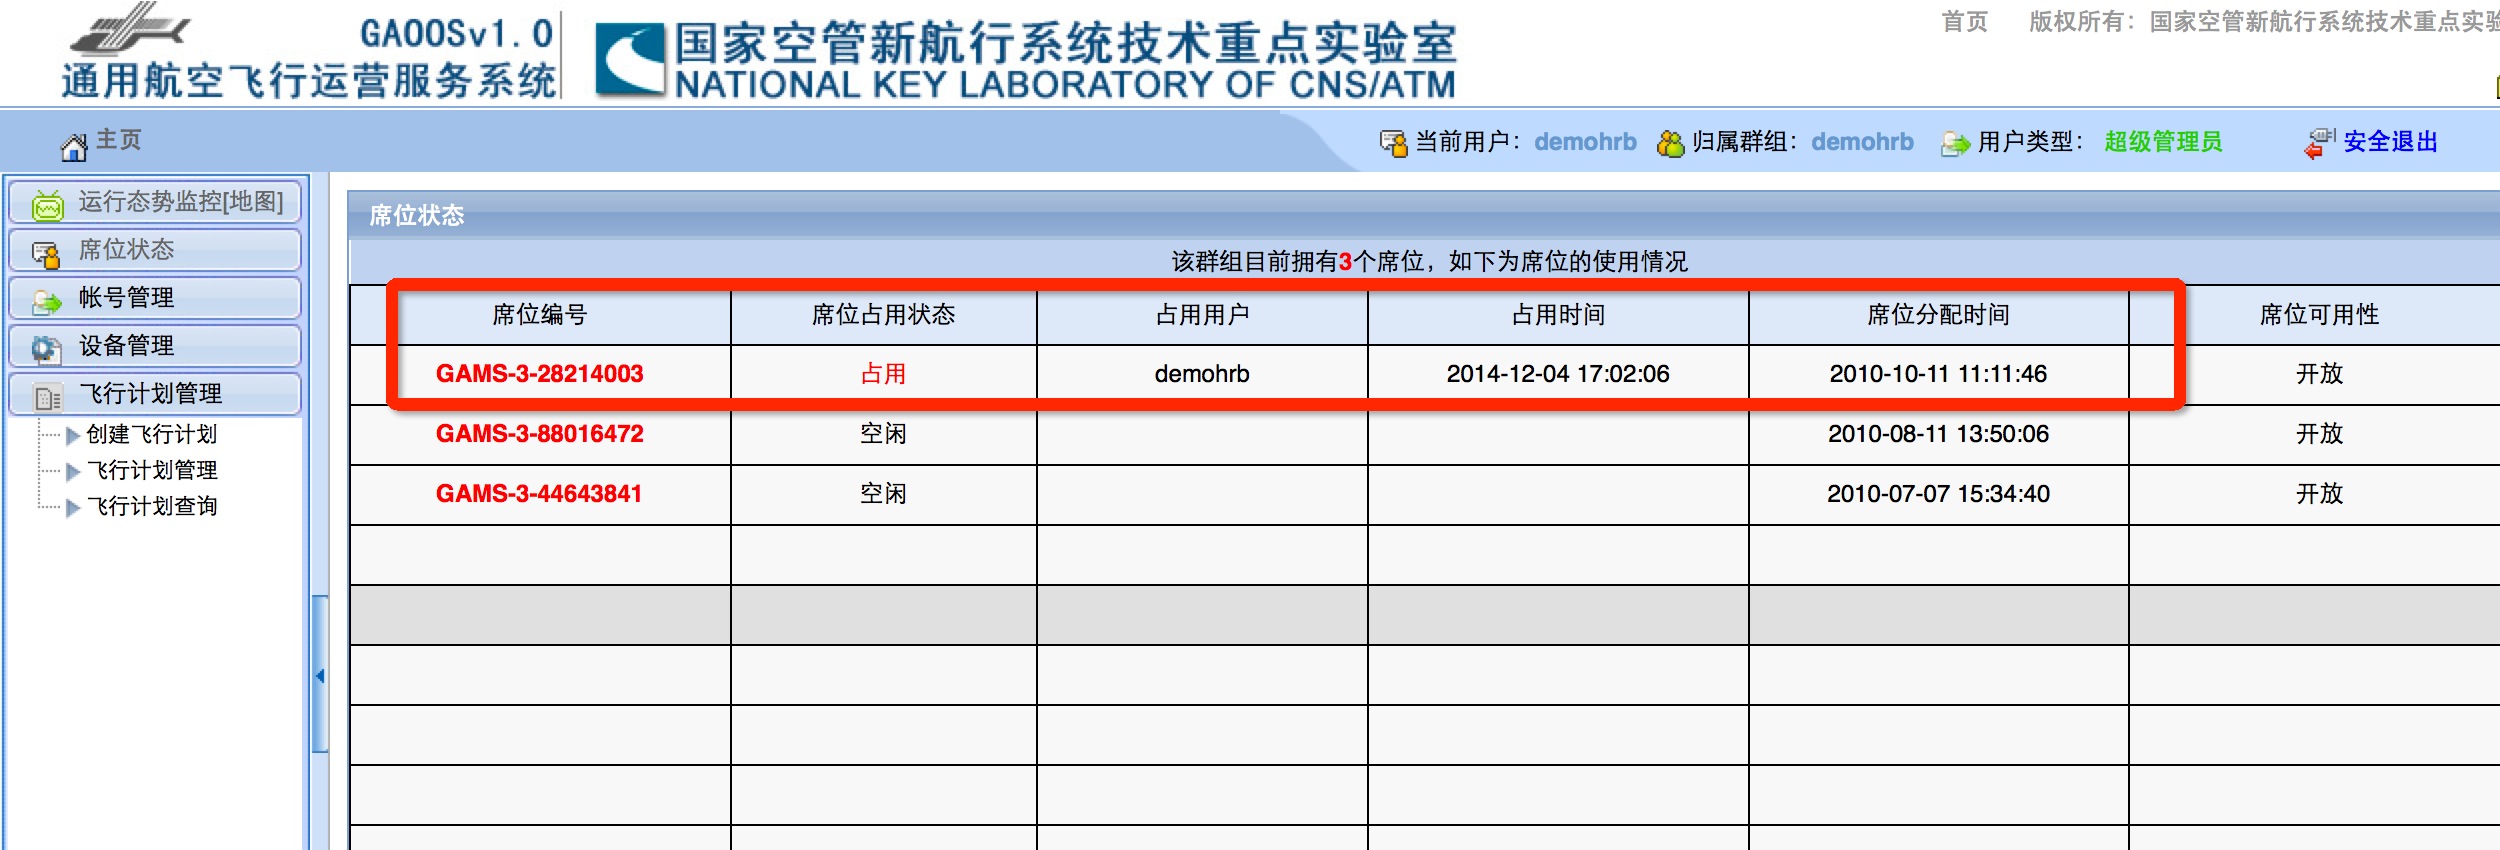 GAOOSv1.0
通用航空飞行运营服务系统
国家空管新航行系统技术重点实验室
NATIONAL KEY LABORATORY OF CNS/ATM
首页 版权所有：国家空管新航行系统技术重点实
主页
当前用户： demohrb 归属群组： demohrb 用户类型： 超级管理员 安全退出
运行态势监控[地图]
席位状态
帐号管理
设备管理
飞行计划管理
创建飞行计划
飞行计划管理
飞行计划查询
席位状态
该群组目前拥有3个席位，如下为席位的使用情况
席位编号 席位占用状态 占用用户 占用时间 席位分配时间 席位可用性
GAMS-3-28214003 占用 demohrb 2014-12-04 17:02:06 2010-10-11 11:11:46 开放
GAMS-3-88016472 空闲 2010-08-11 13:50:06 开放
GAMS-3-44643841 空闲 2010-07-07 15:34:40 开放